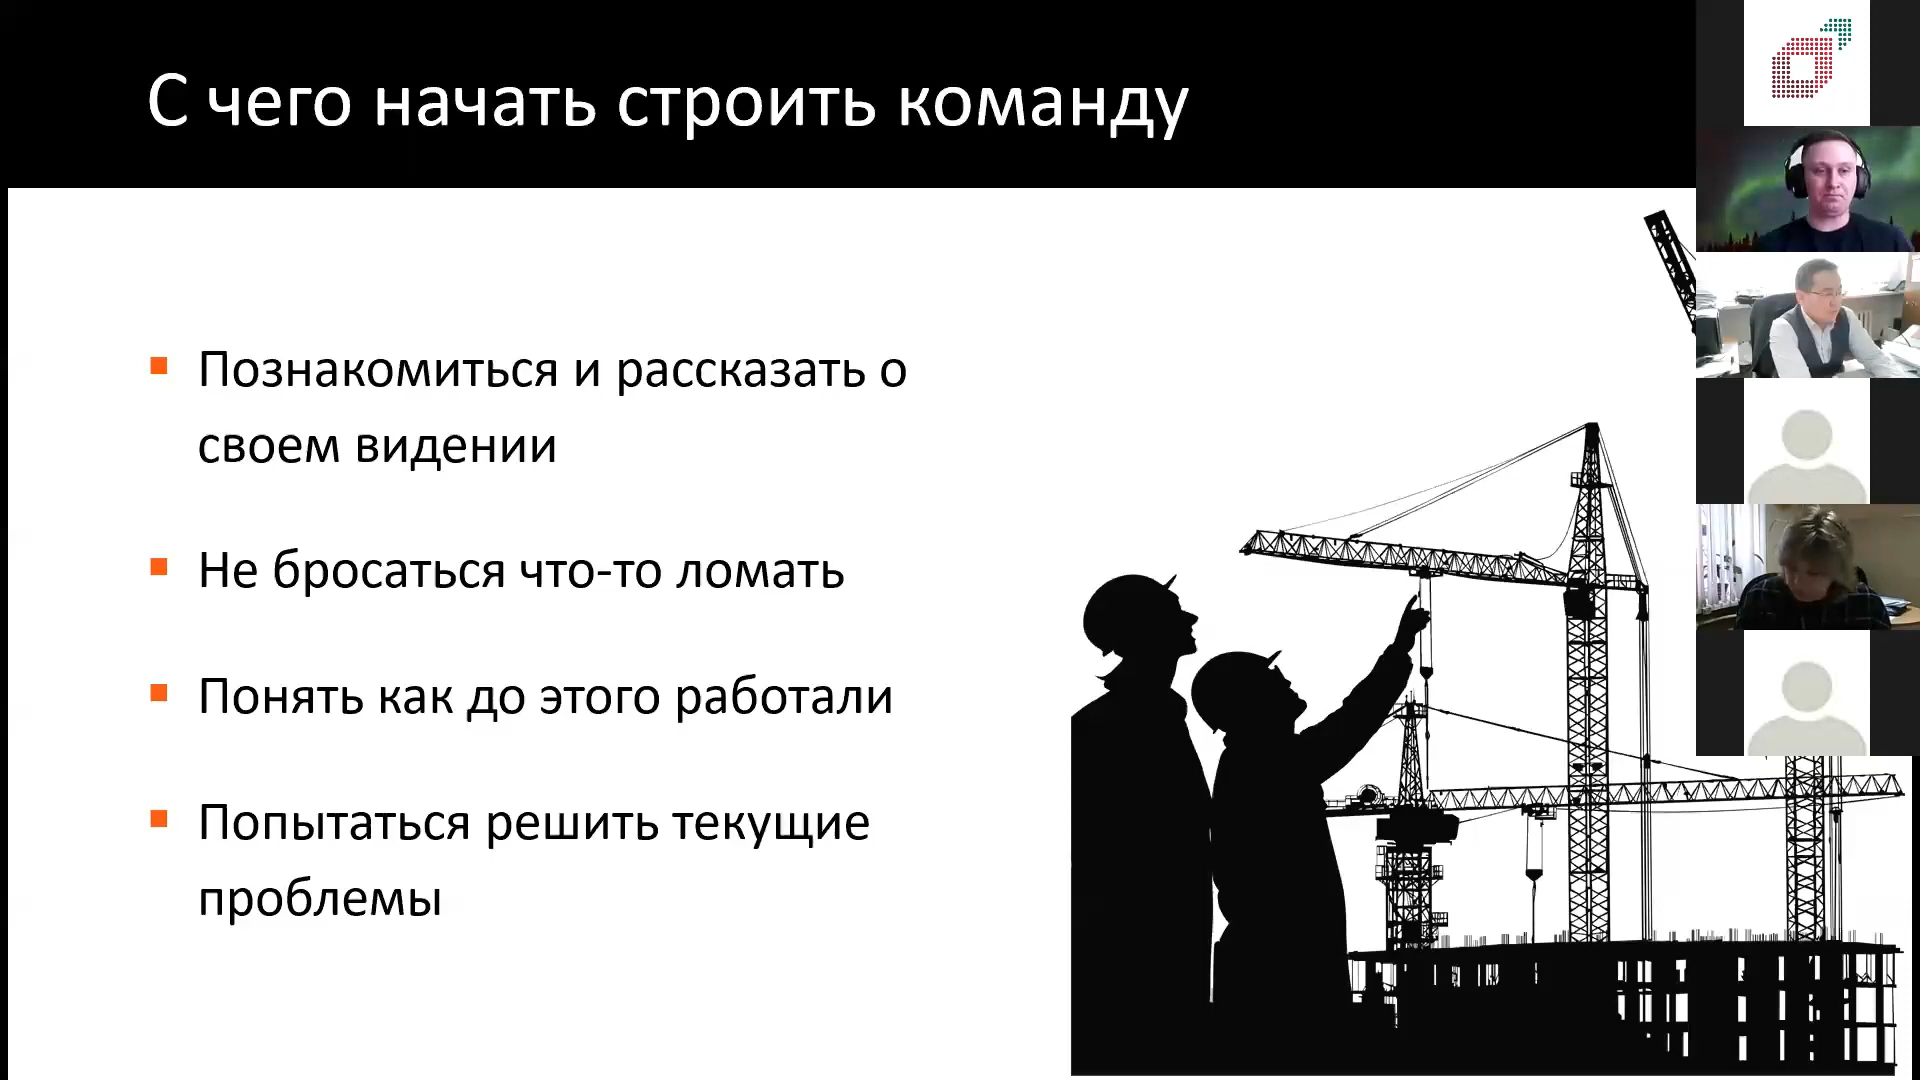 С чего начать строить команду
Познакомиться и рассказать о
своем видении
Не бросаться что-то ломать
Понять как до этого работали
Попытаться решить текущие
проблемы